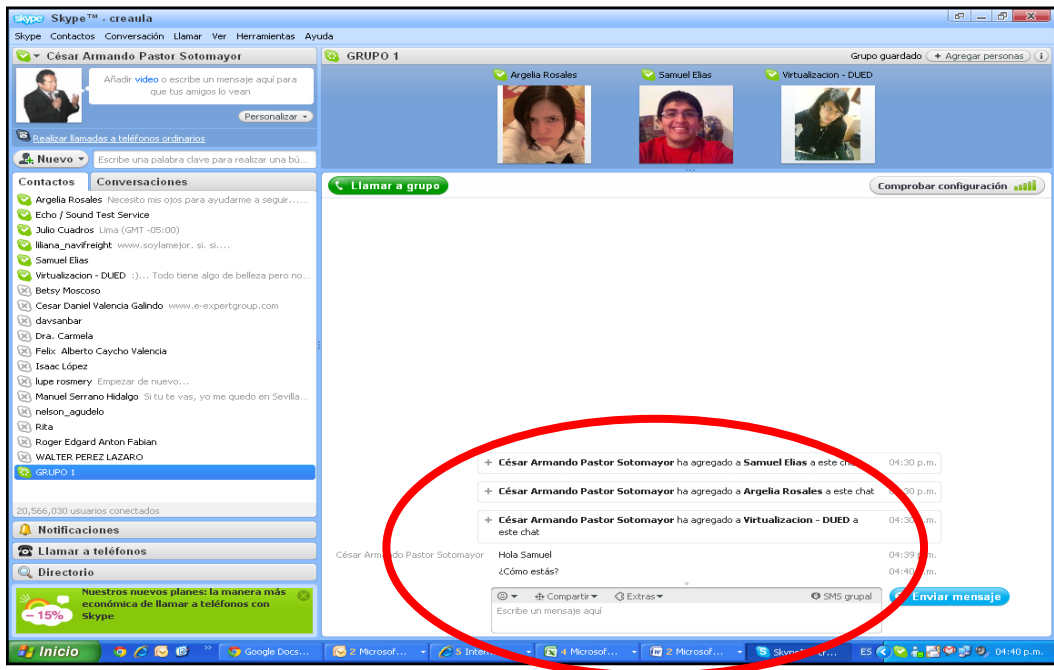 skype Skype™ - creaula
Skype Contactos Conversación Llamar Ver Herramientas Ayuda
César Armando Pastor Sotomayor
Añadir video o escribe un mensaje aquí para
que tus amigos lo vean
Personalizar
Realizar llamadas a teléfonos ordinarios
Nuevo
Escribe una palabra clave para realizar una bú...
Contactos Conversaciones
Argelia Rosales Necesito mis ojos para ayudarme a seguir......
Echo / Sound Test Service
Julio Cuadros Lima (GMT -05:00)
liliana_navifreight www.soylamejor. si. si....
Samuel Elias
Virtualizacion - DUED :)... Todo tiene algo de belleza pero no...
Betsy Moscoso
Cesar Daniel Valencia Galindo www.e-expertgroup.com
davsanbar
Dra. Carmela
Felix Alberto Caycho Valencia
Isaac López
lupe rosmery Empezar de nuevo...
Manuel Serrano Hidalgo Si tu te vas, yo me quedo en Sevilla...
nelson_agudelo
Rita
Roger Edgard Anton Fabian
WALTER PEREZ LAZARO
GRUPO 1
20,566,030 usuarios conectados
Notificaciones
Llamar a teléfonos
Directorio
Nuestros nuevos planes: la manera más
económica de llamar a teléfonos con
Skype
-15%
GRUPO 1
Grupo guardado + Agregar personas
Argelia Rosales Samuel Elias Virtualizacion - DUED
Llamar a grupo
Comprobar configuración
+ César Armando Pastor Sotomayor ha agregado a Samuel Elias a este 04:30 p.m.
+ César Armando Pastor Sotomayor ha agregado a Argelia Rosales a este chat p.m.
+ César Armando Pastor Sotomayor ha agregado a Virtualizacion - DUED a
este chat
César Pastor Sotomayor Hola Samuel 04:39
¿Cómo estás? 04:40
Compartir Extras SMS grupal
Escribe un mensaje aquí
Enviar mensaje
Inicio Google Docs... 2 Microsof... 4 Microsof... 2 Microsof... ES 04:40 p.m.